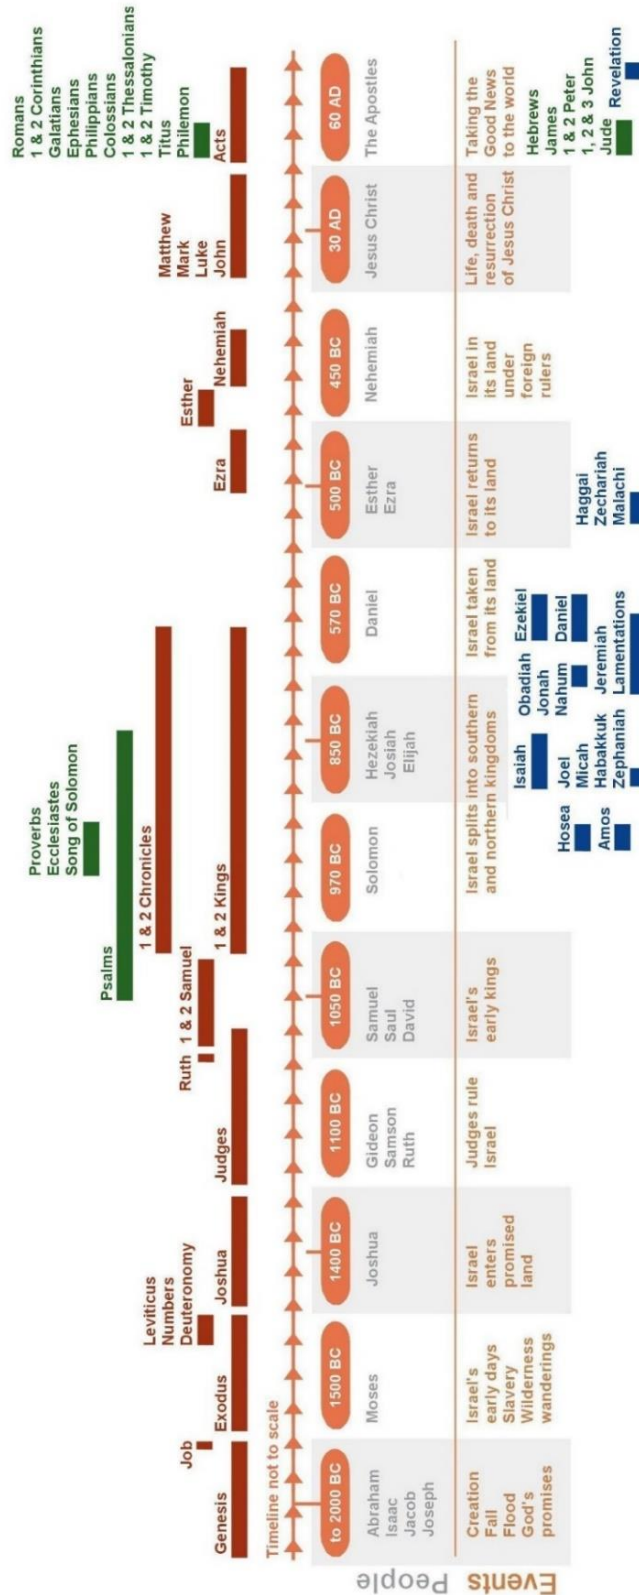 Romans
1 & 2 Corinthians
Galatians
Ephesians
Philippians
Colossians
1 & 2 Thessalonians
1 & 2 Timothy
Titus
Philemon
Proverbs
Ecclesiastes
Song of Solomon
Psalms
1 & 2 Chronicles
Leviticus
Numbers
Deuteronomy
Matthew
Mark
Luke
John
Job
Ruth
1 & 2 Samuel
Esther
Genesis
Exodus
Joshua
Judges
1 & 2 Kings
Ezra
Nehemiah
Acts
Timeline not to scale
to 2000 BC
1500 BC
1400 BC
1100 BC
1050 BC
970 BC
850 BC
570 BC
500 BC
450 BC
30 AD
60 AD
People
Abraham
Isaac
Jacob
Joseph
Moses
Joshua
Gideon
Samson
Ruth
Samuel
Saul
David
Solomon
Hezekiah
Josiah
Elijah
Daniel
Esther
Ezra
Nehemiah
Jesus Christ
The Apostles
Events
Creation
Fall
Flood
God's
promises
Israel's
early days
Slavery
Wilderness
wanderings
Israel
enters
promised
land
Judges rule
Israel
Israel's
early kings
Israel splits into southern
and northern kingdoms
Israel taken
from its land
Israel returns
to its land
Israel in
its land
under
foreign
rulers
Life, death and
resurrection
of Jesus Christ
Taking the
Good News
to the world
Hosea
Amos
Isaiah
Joel
Micah
Habakkuk
Zephaniah
Obadiah
Jonah
Nahum
Jeremiah
Lamentations
Ezekiel
Daniel
Haggai
Zechariah
Malachi
Hebrews
James
1 & 2 Peter
1, 2 & 3 John
Jude
Revelation